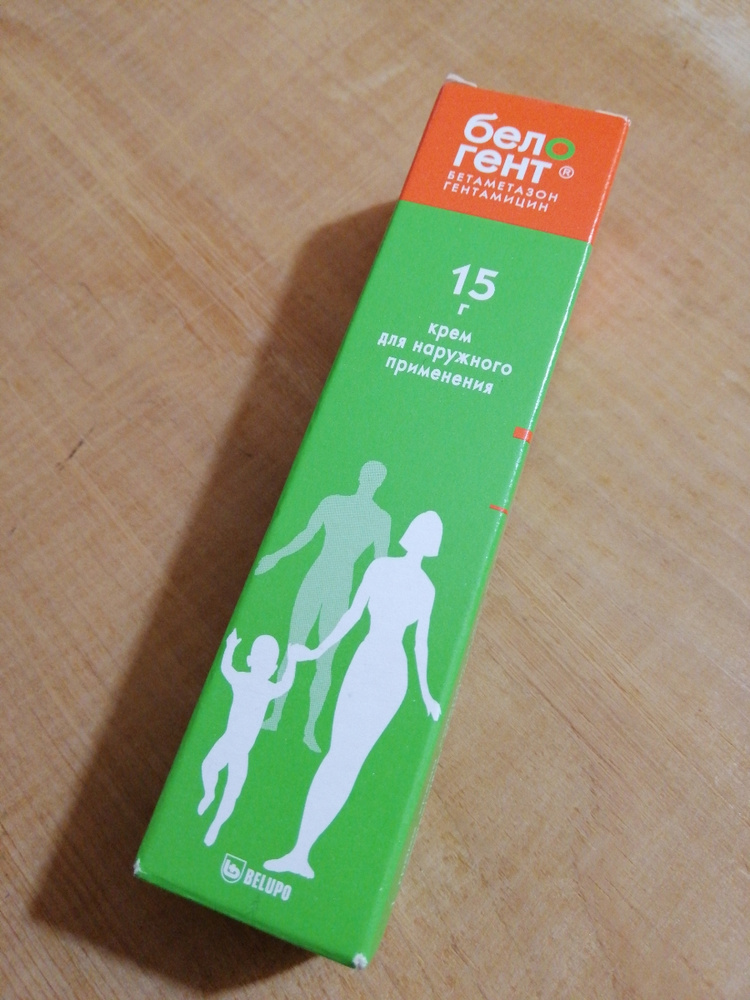 бело
гент®
БЕТАМЕТАЗОН
ГЕНТАМИЦИН
15
г
крем
для наружного
применения
BELUPO